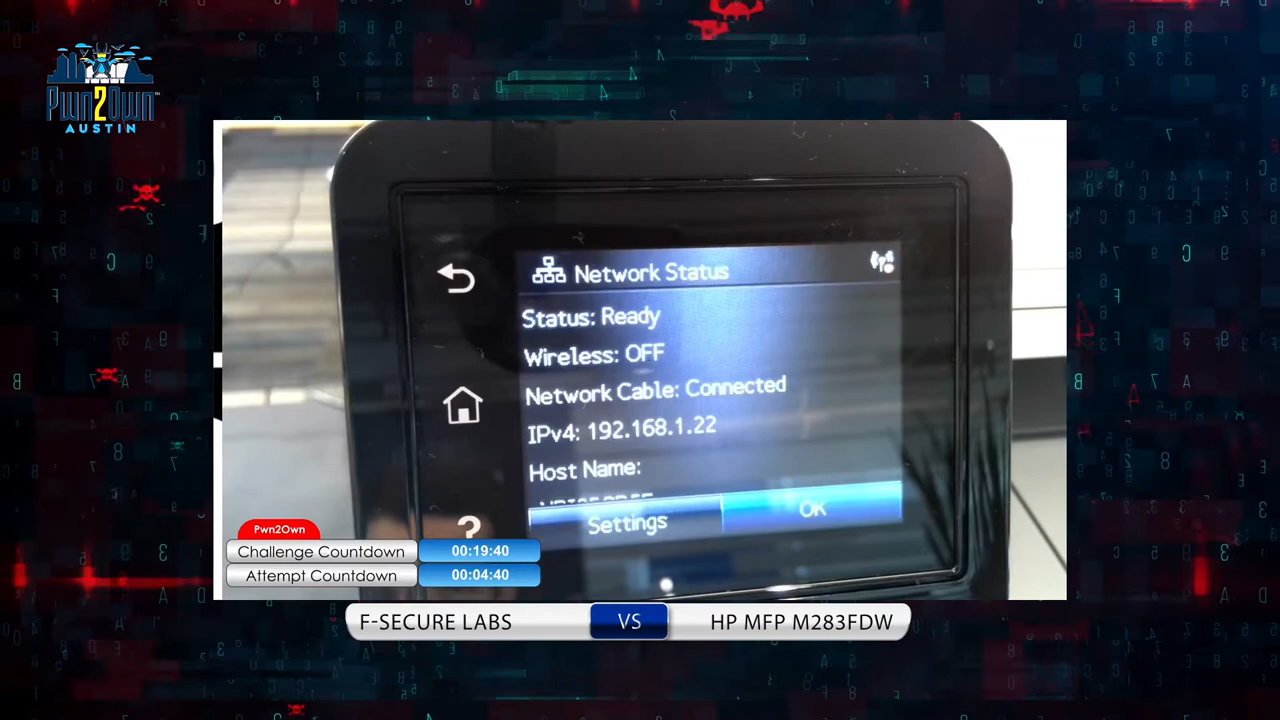 Pwn2Own™
AUSTIN
Network Status
Status: Ready
Wireless: OFF
Network Cable: Connected
IPv4: 192.168.1.22
Host Name:
Settings
OK
?
Pwn2Own
Challenge Countdown 00:19:40
Attempt Countdown 00:04:40
F-SECURE LABS VS HP MFP M283FDW